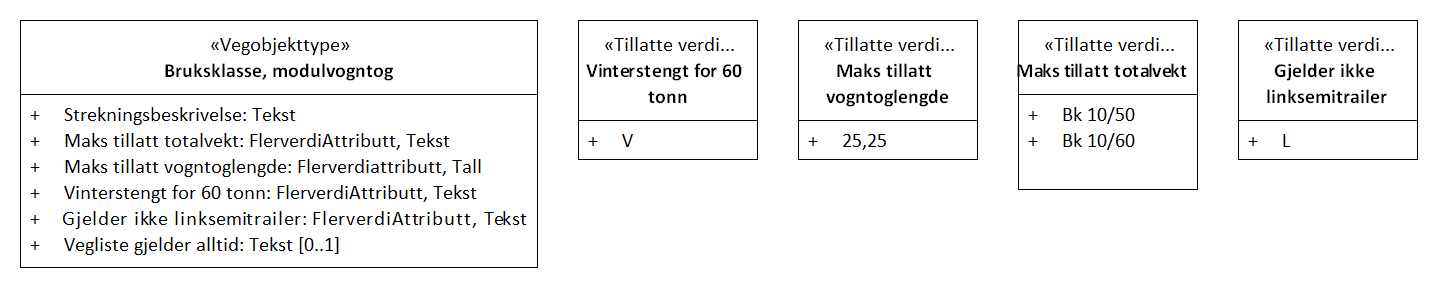 «Vegobjekttype»
Bruksklasse, modulvogntog
+ Strekningsbeskrivelse: Tekst
+ Maks tillatt totalvekt: FlerverdiAttributt, Tekst
+ Maks tillatt vogntoglengde: Flerverdiattributt, Tall
+ Vinterstengt for 60 tonn: FlerverdiAttributt, Tekst
+ Gjelder ikke linksemitrailer: FlerverdiAttributt, Tekst
+ Vegliste gjelder alltid: Tekst [0..1]
«Tillatte verdi...
Vinterstengt for 60
tonn
+ V
«Tillatte verdi...
Maks tillatt
vogntoglengde
+ 25,25
«Tillatte verdi...
Maks tillatt totalvekt
+ Bk 10/50
+ Bk 10/60
«Tillatte verdi...
Gjelder ikke
linksemitrailer
+ L